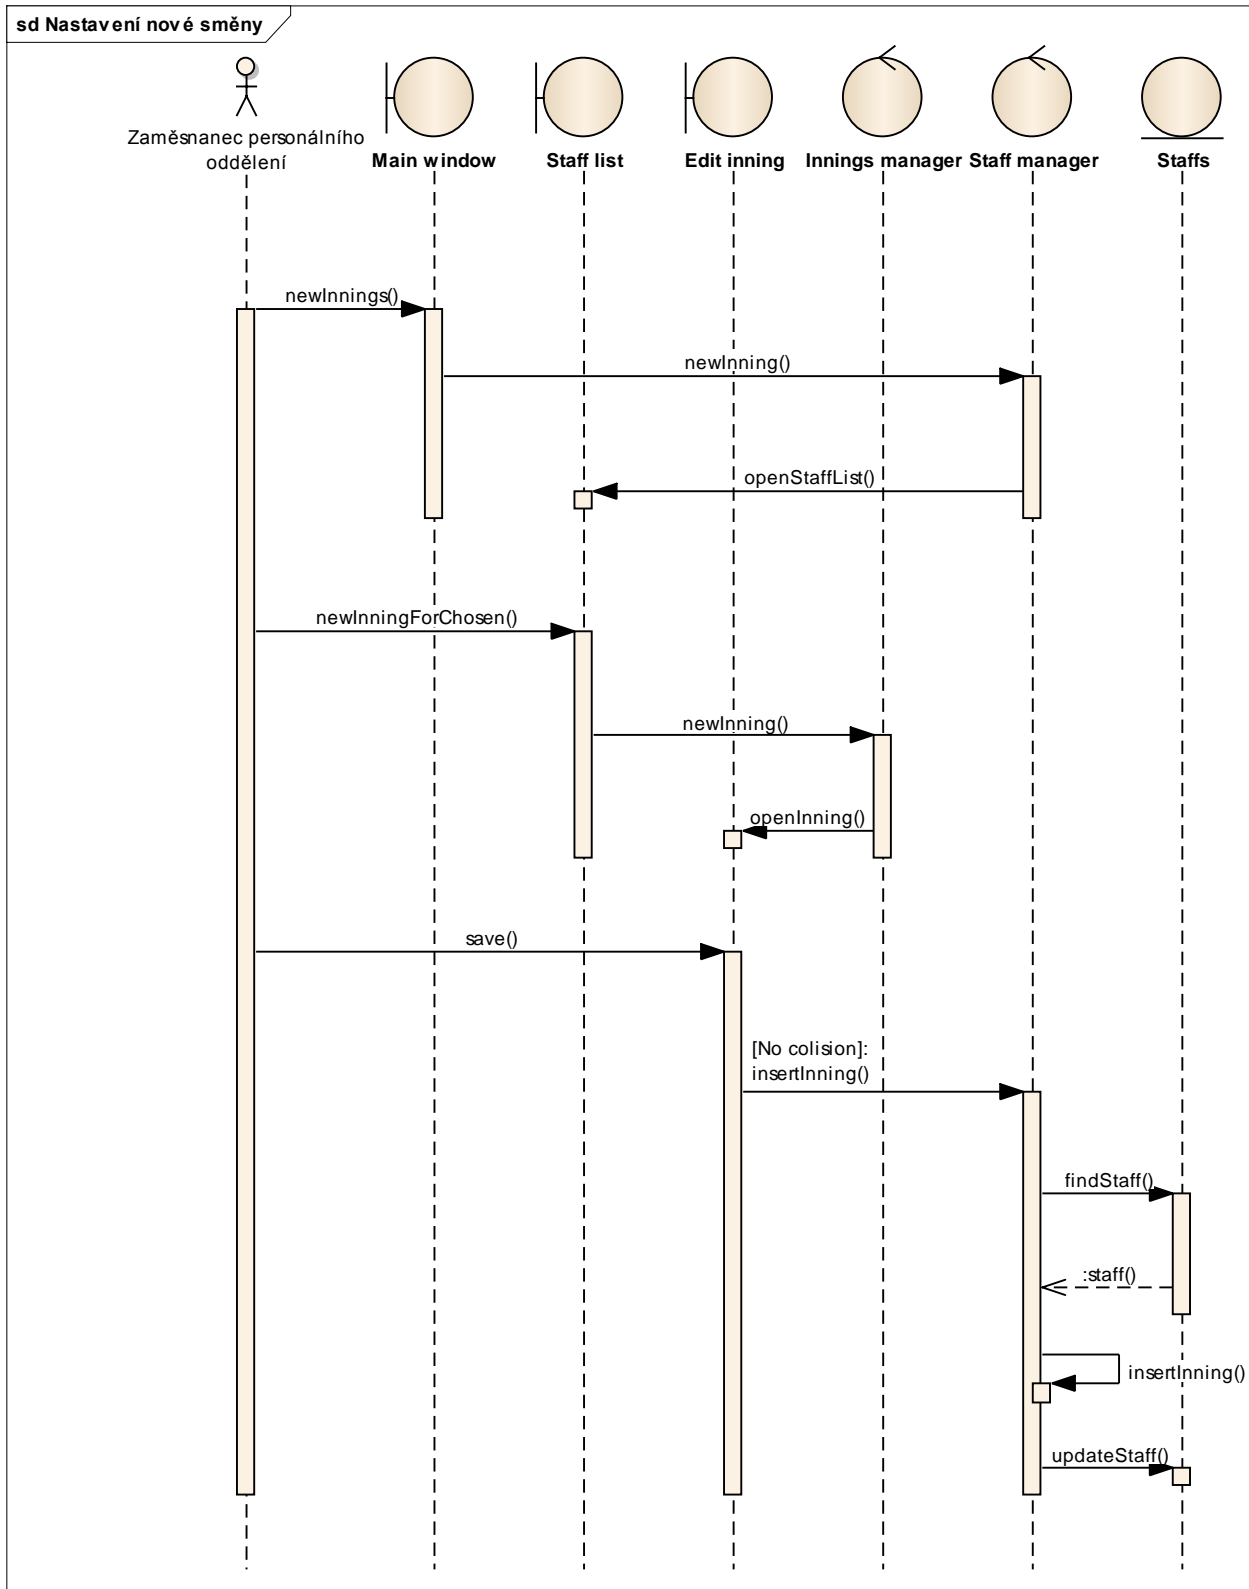 sd Nastavení nové směny
Zaměsnanec personálního
oddělení
Main window
Staff list
Edit inning
Innings manager
Staff manager
Staffs
newInnings()
newInning()
openStaffList()
newInningForChosen()
newInning()
openInning()
save()
[No colision]:
insertInning()
findStaff()
:staff()
insertInning()
updateStaff()